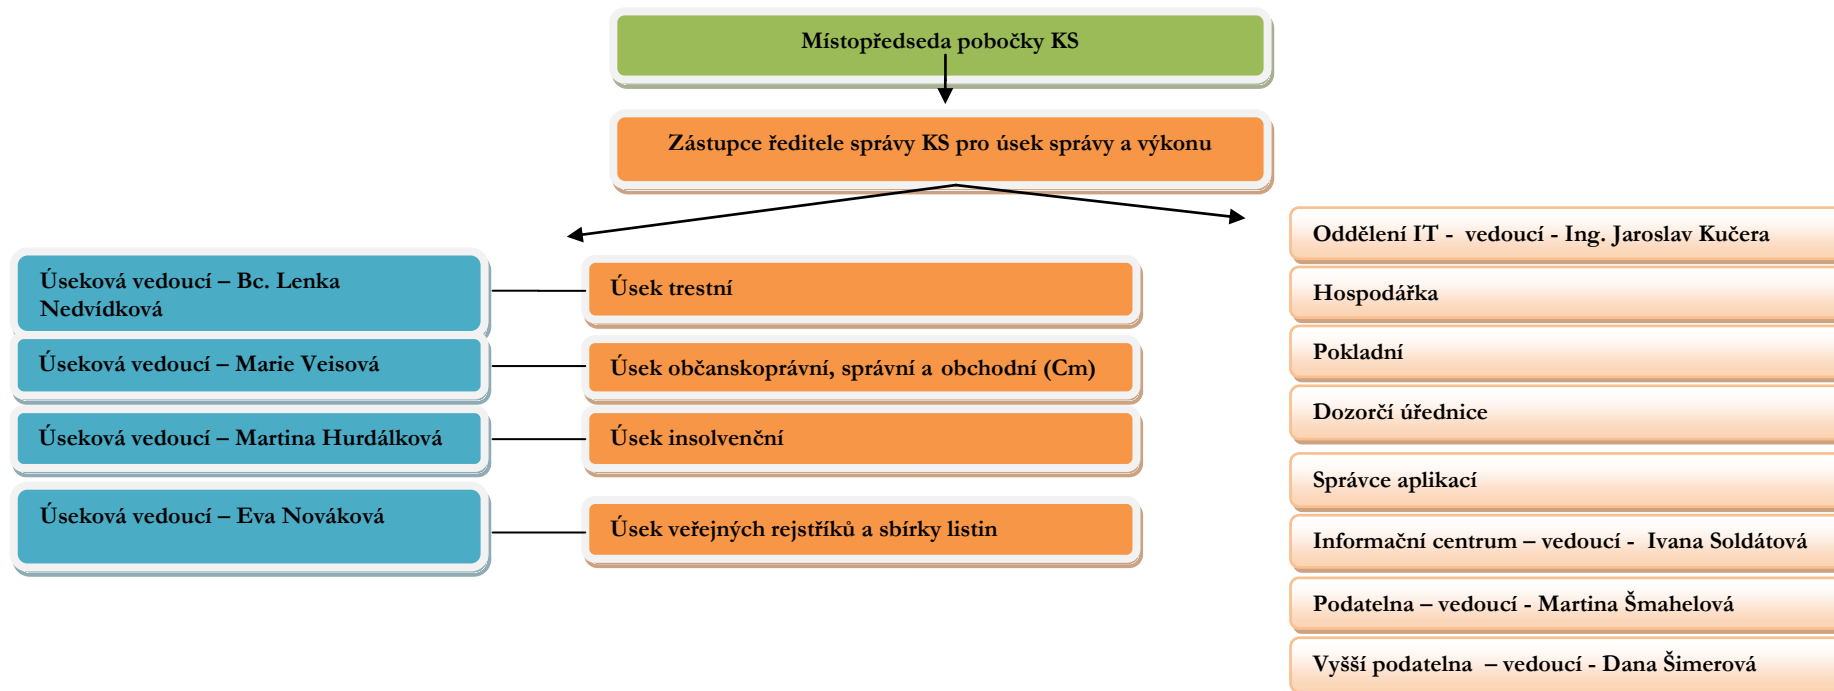 Místopředseda pobočky KS
Zástupce ředitele správy KS pro úsek správy a výkonu
Úseková vedoucí – Bc. Lenka
Nedvídková
Úsek trestní
Úseková vedoucí – Marie Veisová
Úsek občanskoprávní, správní a obchodní (Cm)
Úseková vedoucí – Martina Hurdálková
Úsek insolvenční
Úseková vedoucí – Eva Nováková
Úsek veřejných rejstříků a sbírky listin
Oddělení IT - vedoucí - Ing. Jaroslav Kučera
Hospodářka
Pokladní
Dozorčí úřednice
Správce aplikací
Informační centrum – vedoucí - Ivana Soldátová
Podatelna – vedoucí - Martina Šmahelová
Vyšší podatelna – vedoucí - Dana Šimerová